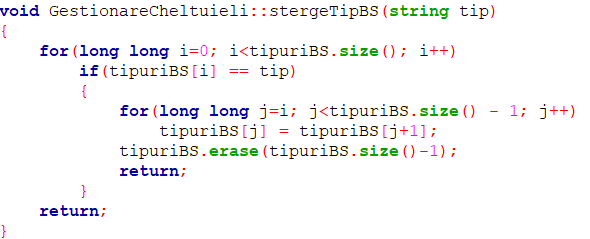 void GestionareCheltuieli::stergeTipBS(string tip)
{
    for(long long i=0; i<tipuriBS.size(); i++)
        if(tipuriBS[i] == tip)
        {
            for(long long j=i; j<tipuriBS.size() - 1; j++)
                tipuriBS[j] = tipuriBS[j+1];
            tipuriBS.erase(tipuriBS.size()-1);
            return;
        }
    return;
}